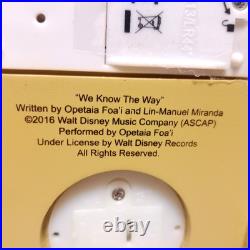 "We Know The Way"
Written by Opetaia Foa'i and Lin-Manuel Miranda
©2016 Walt Disney Music Company (ASCAP)
Performed by Opetaia Foa'i
Under License by Walt Disney Records
All Rights Reserved.